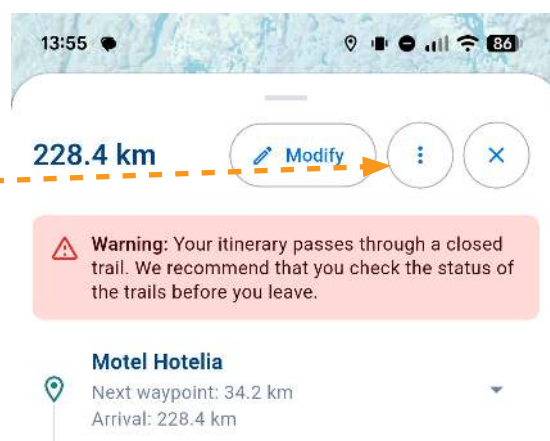 13:55
86
228.4 km
Modify
Warning: Your itinerary passes through a closed
trail. We recommend that you check the status of
the trails before you leave.
Motel Hotelia
Next waypoint: 34.2 km
Arrival: 228.4 km